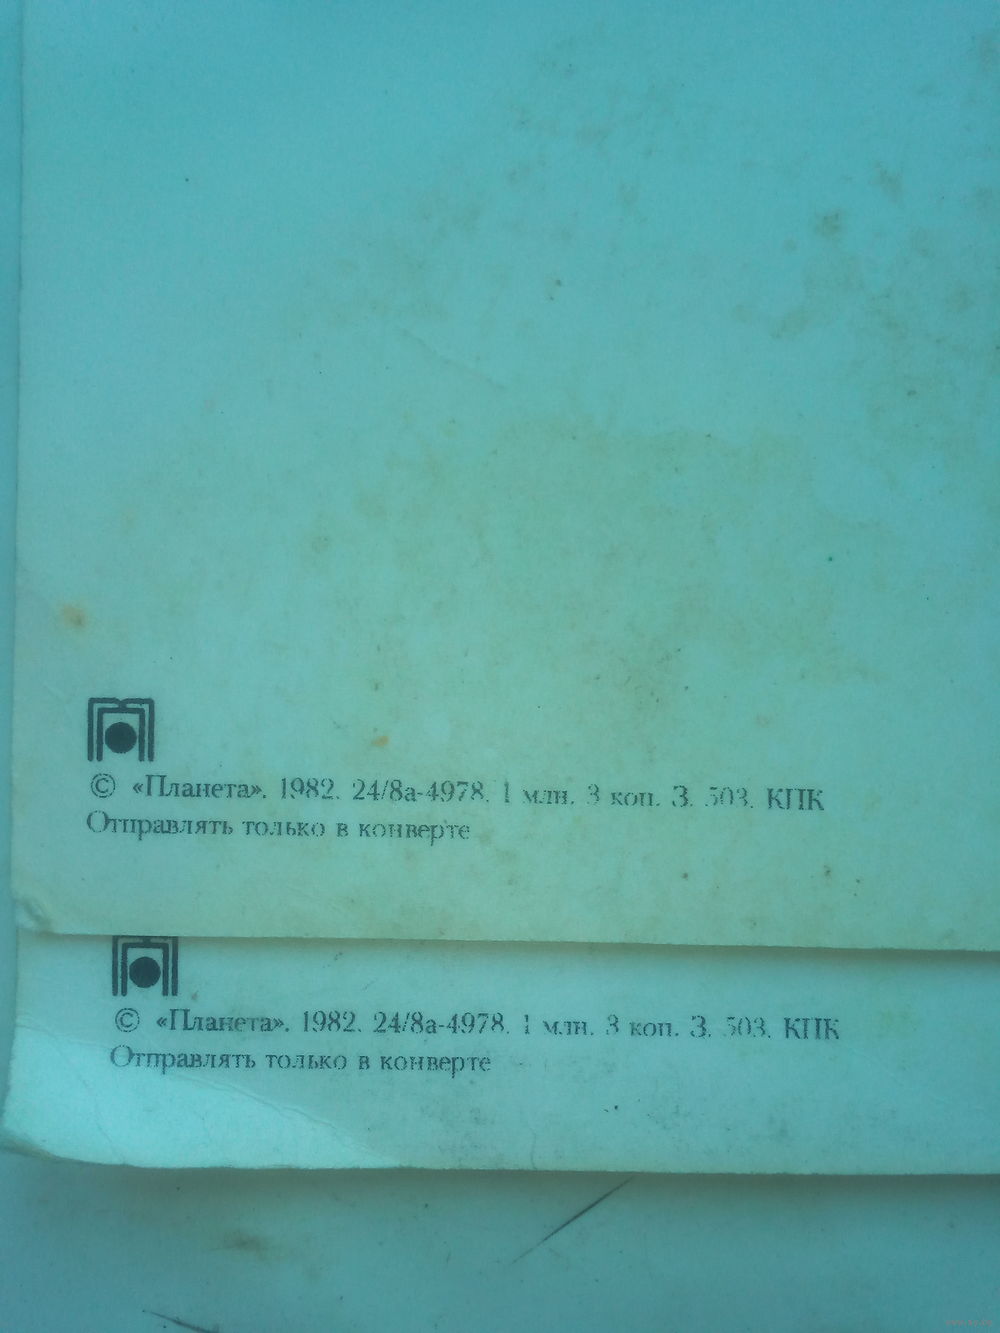 © «Планета». 1982. 24/8а-4978. 1 млн. 3 коп. З. 503. КПК
Отправлять только в конверте
© «Планета». 1982. 24/8а-4978. 1 млн. 3 коп. З. 503. КПК
Отправлять только в конверте